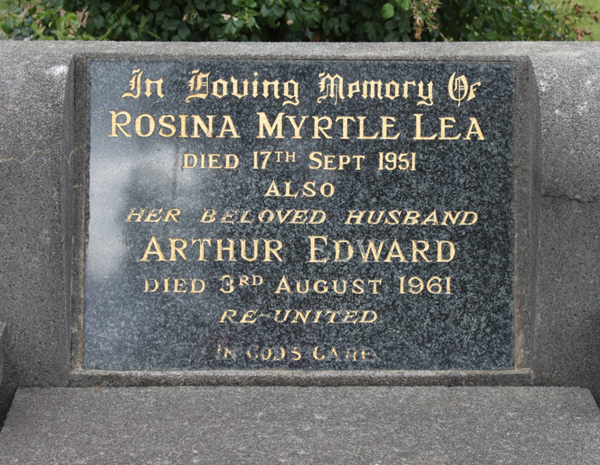 In Loving Memory Of
ROSINA MYRTLE LEA
DIED 17TH SEPT 1951
ALSO
HER BELOVED HUSBAND
ARTHUR EDWARD
DIED 3RD AUGUST 1961
RE-UNITED
IN GOD'S CARE